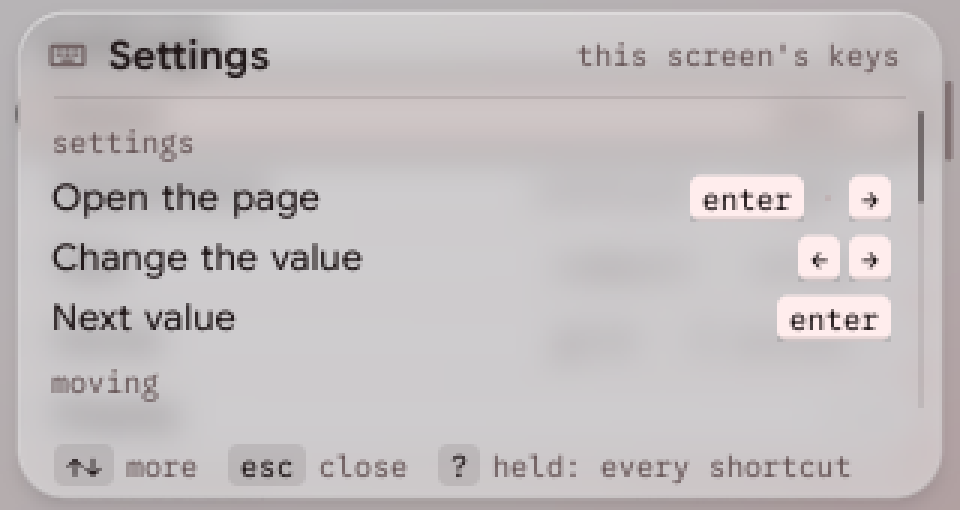 Settings this screen's keys
settings
Open the page enter · →
Change the value ← →
Next value enter
moving
↑↓ more esc close ? held: every shortcut